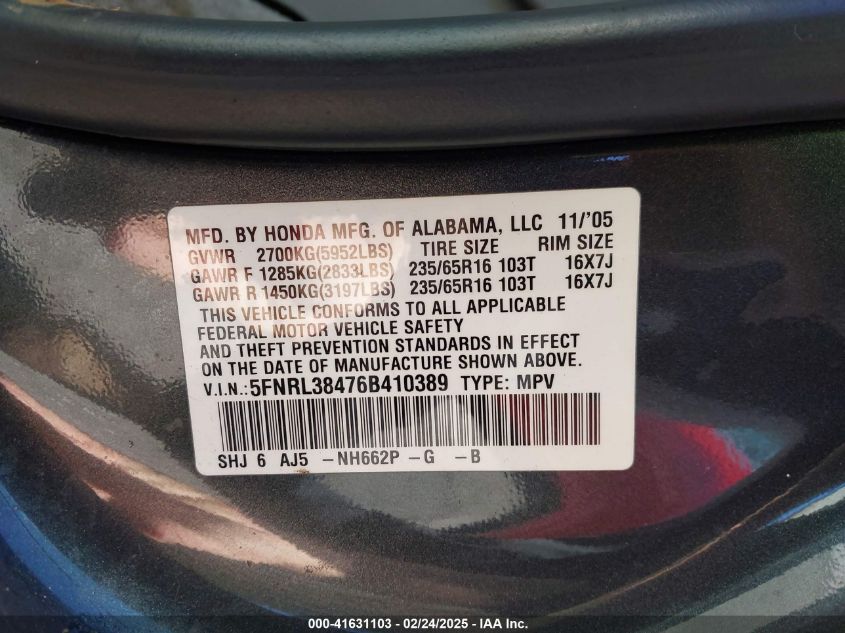 MFD. BY HONDA MFG. OF ALABAMA, LLC 11/'05
GVWR 2700KG(5952LBS) TIRE SIZE RIM SIZE
GAWR F 1285KG(2833LBS) 235/65R16 103T 16X7J
GAWR R 1450KG(3197LBS) 235/65R16 103T 16X7J
THIS VEHICLE CONFORMS TO ALL APPLICABLE
FEDERAL MOTOR VEHICLE SAFETY
AND THEFT PREVENTION STANDARDS IN EFFECT
ON THE DATE OF MANUFACTURE SHOWN ABOVE.
V.I.N.: 5FNRL38476B410389 TYPE: MPV
SHJ 6 AJ5 -NH662P -G -B
000-41631103 - 02/24/2025 - IAA Inc.